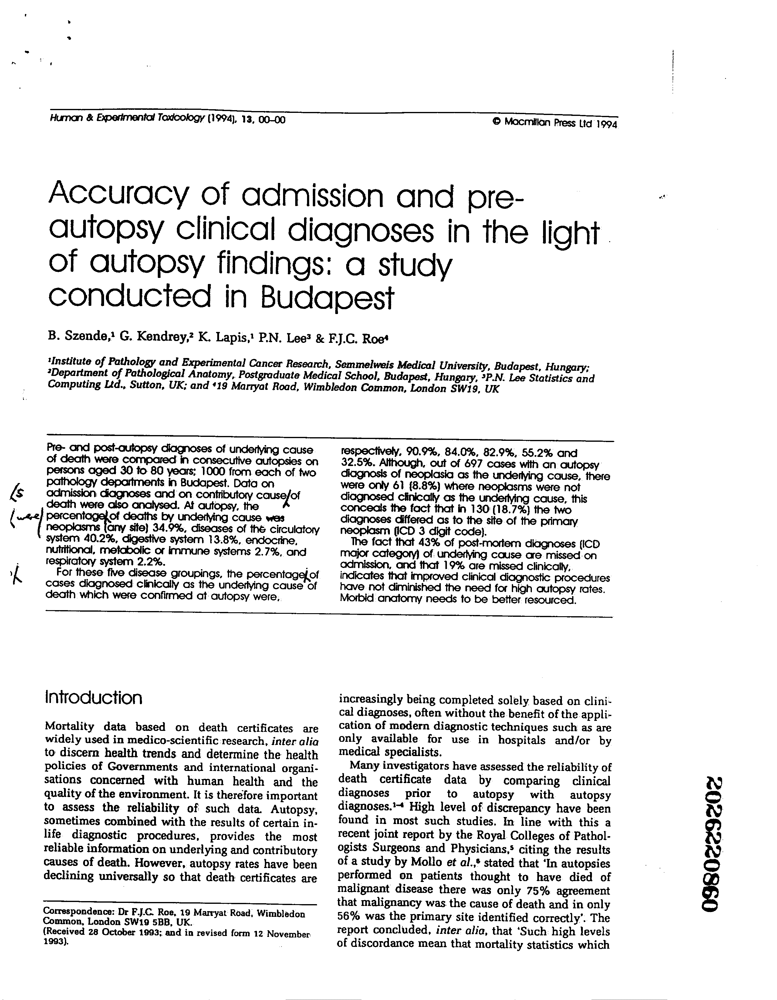 Human & Experimental Toxicology (1994), 13, 00–00
© Macmillan Press Ltd 1994
Accuracy of admission and pre-
autopsy clinical diagnoses in the light
of autopsy findings: a study
conducted in Budapest
B. Szende,¹ G. Kendrey,² K. Lapis,¹ P.N. Lee³ & F.J.C. Roe⁴
¹Institute of Pathology and Experimental Cancer Research, Semmelweis Medical University, Budapest, Hungary;
²Department of Pathological Anatomy, Postgraduate Medical School, Budapest, Hungary, ³P.N. Lee Statistics and
Computing Ltd., Sutton, UK; and ⁴19 Marryat Road, Wimbledon Common, London SW19, UK
Pre- and post-autopsy diagnoses of underlying cause
of death were compared in consecutive autopsies on
persons aged 30 to 80 years; 1000 from each of two
pathology departments in Budapest. Data on
admission diagnoses and on contributory cause/of
death were also analysed. At autopsy, the
percentage of deaths by underlying cause was
neoplasms (any site) 34.9%, diseases of the circulatory
system 40.2%, digestive system 13.8%, endocrine,
nutritional, metabolic or immune systems 2.7%, and
respiratory system 2.2%.
For these five disease groupings, the percentage of
cases diagnosed clinically as the underlying cause of
death which were confirmed at autopsy were,
/s
were
respectively, 90.9%, 84.0%, 82.9%, 55.2% and
32.5%. Although, out of 697 cases with an autopsy
diagnosis of neoplasia as the underlying cause, there
were only 61 (8.8%) where neoplasms were not
diagnosed clinically as the underlying cause, this
conceals the fact that in 130 (18.7%) the two
diagnoses differed as to the site of the primary
neoplasm (ICD 3 digit code).
The fact that 43% of post-mortem diagnoses (ICD
major category) of underlying cause are missed on
admission, and that 19% are missed clinically,
indicates that improved clinical diagnostic procedures
have not diminished the need for high autopsy rates.
Morbid anatomy needs to be better resourced.
Introduction
Mortality data based on death certificates are
widely used in medico-scientific research, inter alia
to discern health trends and determine the health
policies of Governments and international organi-
sations concerned with human health and the
quality of the environment. It is therefore important
to assess the reliability of such data. Autopsy,
sometimes combined with the results of certain in-
life diagnostic procedures, provides the most
reliable information on underlying and contributory
causes of death. However, autopsy rates have been
declining universally so that death certificates are
Correspondence: Dr F.J.C. Roe, 19 Marryat Road, Wimbledon
Common, London SW19 5BB, UK.
(Received 28 October 1993; and in revised form 12 November
1993).
increasingly being completed solely based on clini-
cal diagnoses, often without the benefit of the appli-
cation of modern diagnostic techniques such as are
only available for use in hospitals and/or by
medical specialists.
Many investigators have assessed the reliability of
death certificate data by comparing clinical
diagnoses prior to autopsy with autopsy
diagnoses.¹⁻⁴ High level of discrepancy have been
found in most such studies. In line with this a
recent joint report by the Royal Colleges of Pathol-
ogists Surgeons and Physicians,⁵ citing the results
of a study by Mollo et al.,⁶ stated that 'In autopsies
performed on patients thought to have died of
malignant disease there was only 75% agreement
that malignancy was the cause of death and in only
56% was the primary site identified correctly'. The
report concluded, inter alia, that 'Such high levels
of discordance mean that mortality statistics which
2026220860